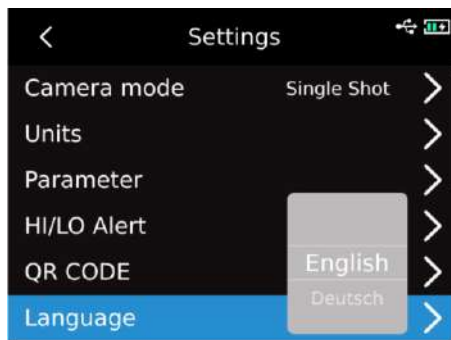 Settings
Camera mode Single Shot
Units
Parameter
HI/LO Alert
QR CODE English
Deutsch
Language